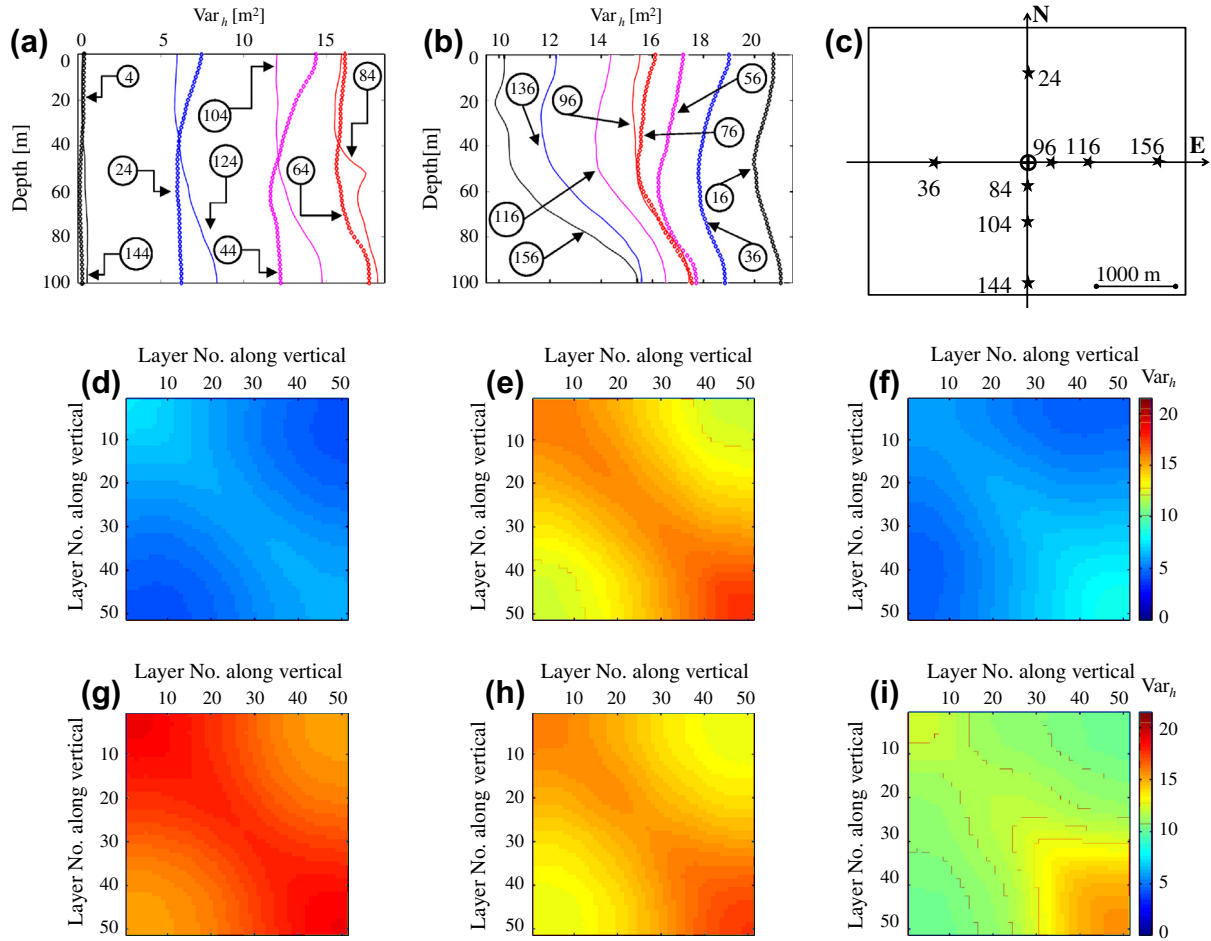 (a)
Var h [m²]
0 5 10 15
Depth [m]
0
20
40
60
80
100
4
104
84
24
124
64
144
44
(b)
Var h [m²]
10 12 14 16 18 20
Depth[m]
0
20
40
60
80
100
136
96
56
76
16
116
156
36
(c)
N
24
E
96 116 156
36
84
104
144
1000 m
(d)
Layer No. along vertical
10 20 30 40 50
Layer No. along vertical
10
20
30
40
50
(e)
Layer No. along vertical
10 20 30 40 50
Layer No. along vertical
10
20
30
40
50
(f)
Layer No. along vertical
10 20 30 40 50
Layer No. along vertical
10
20
30
40
50
Var h
20
15
10
5
0
(g)
Layer No. along vertical
10 20 30 40 50
Layer No. along vertical
10
20
30
40
50
(h)
Layer No. along vertical
10 20 30 40 50
Layer No. along vertical
10
20
30
40
50
(i)
Layer No. along vertical
10 20 30 40 50
Layer No. along vertical
10
20
30
40
50
Var h
20
15
10
5
0